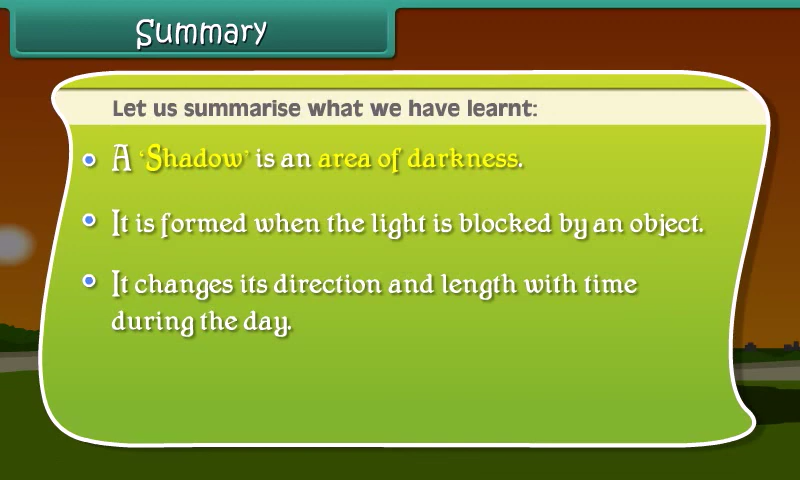 Summary
Let us summarise what we have learnt:
A 'Shadow' is an area of darkness.
It is formed when the light is blocked by an object.
It changes its direction and length with time
during the day.